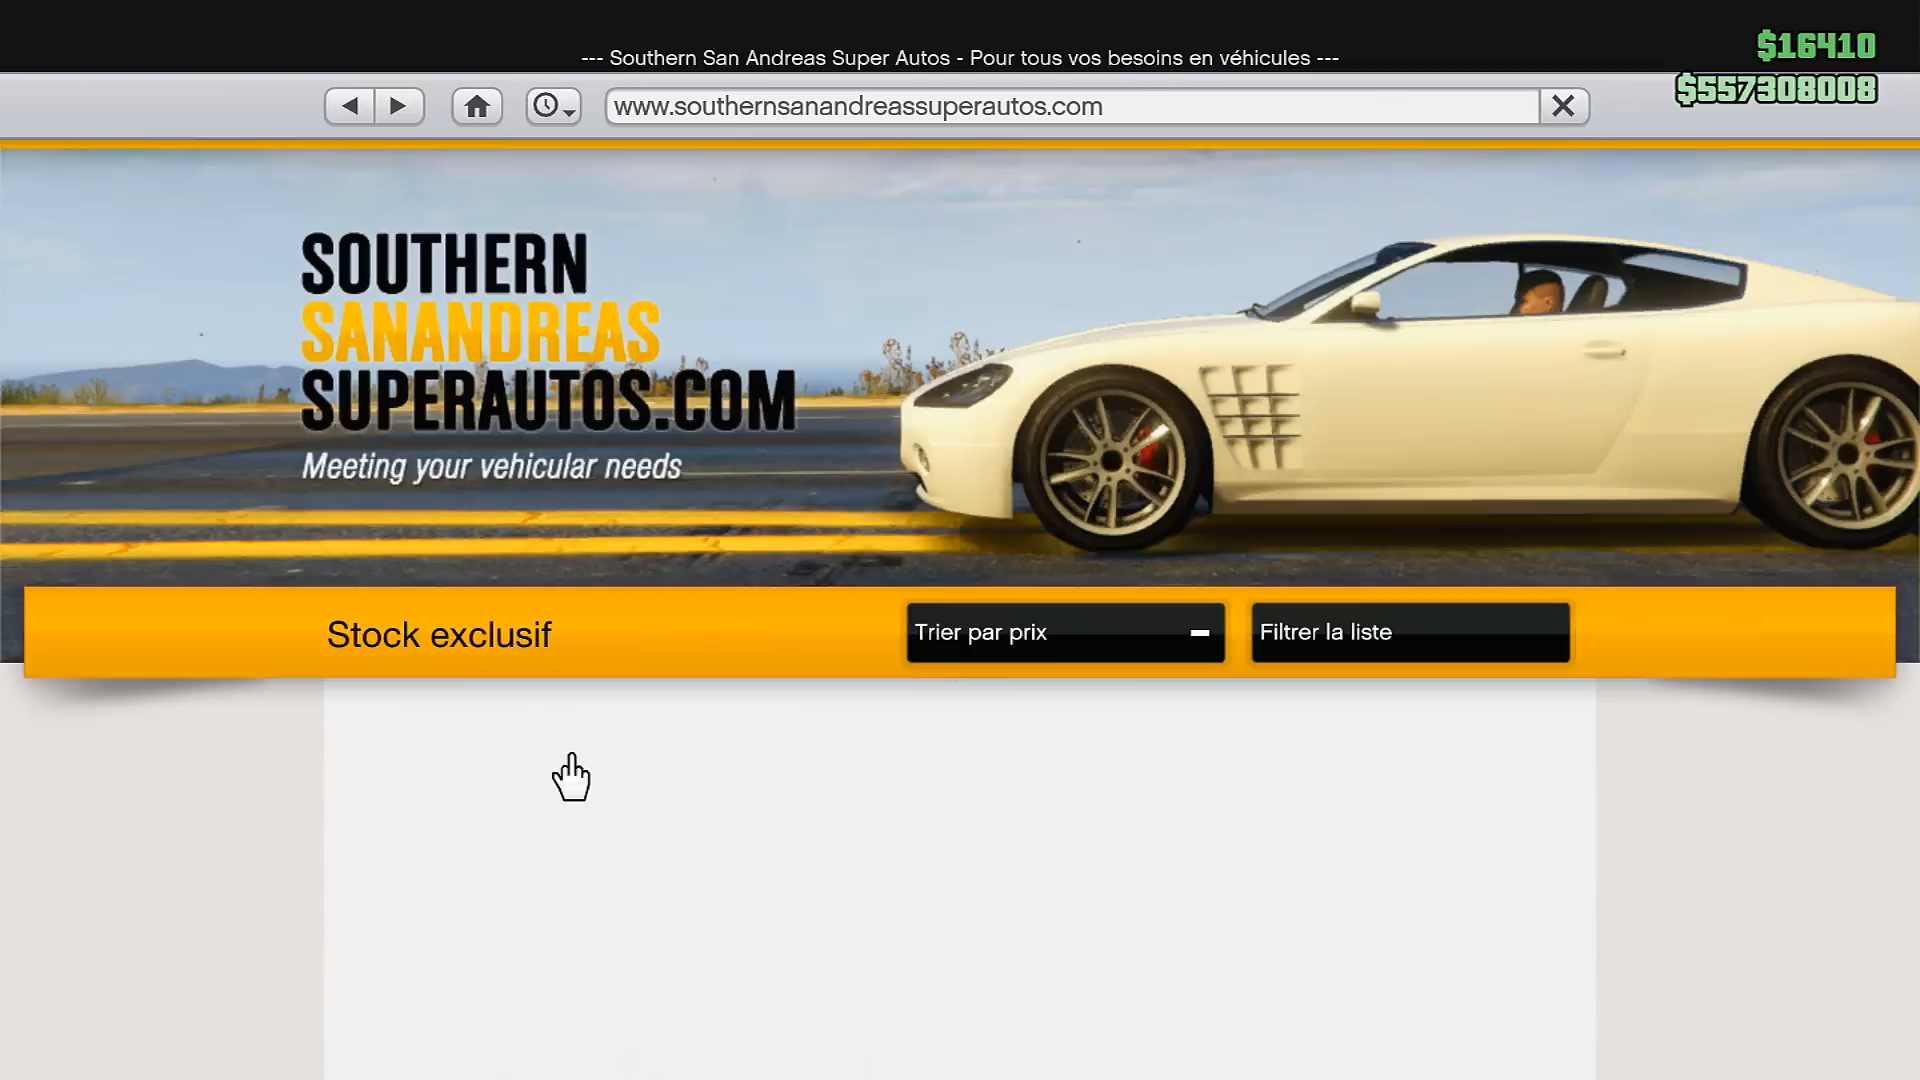 --- Southern San Andreas Super Autos - Pour tous vos besoins en véhicules ---
$16410
$557308008
www.southernsanandreassuperautos.com
SOUTHERN
SANANDREAS
SUPERAUTOS.COM
Meeting your vehicular needs
Stock exclusif
Trier par prix
Filtrer la liste